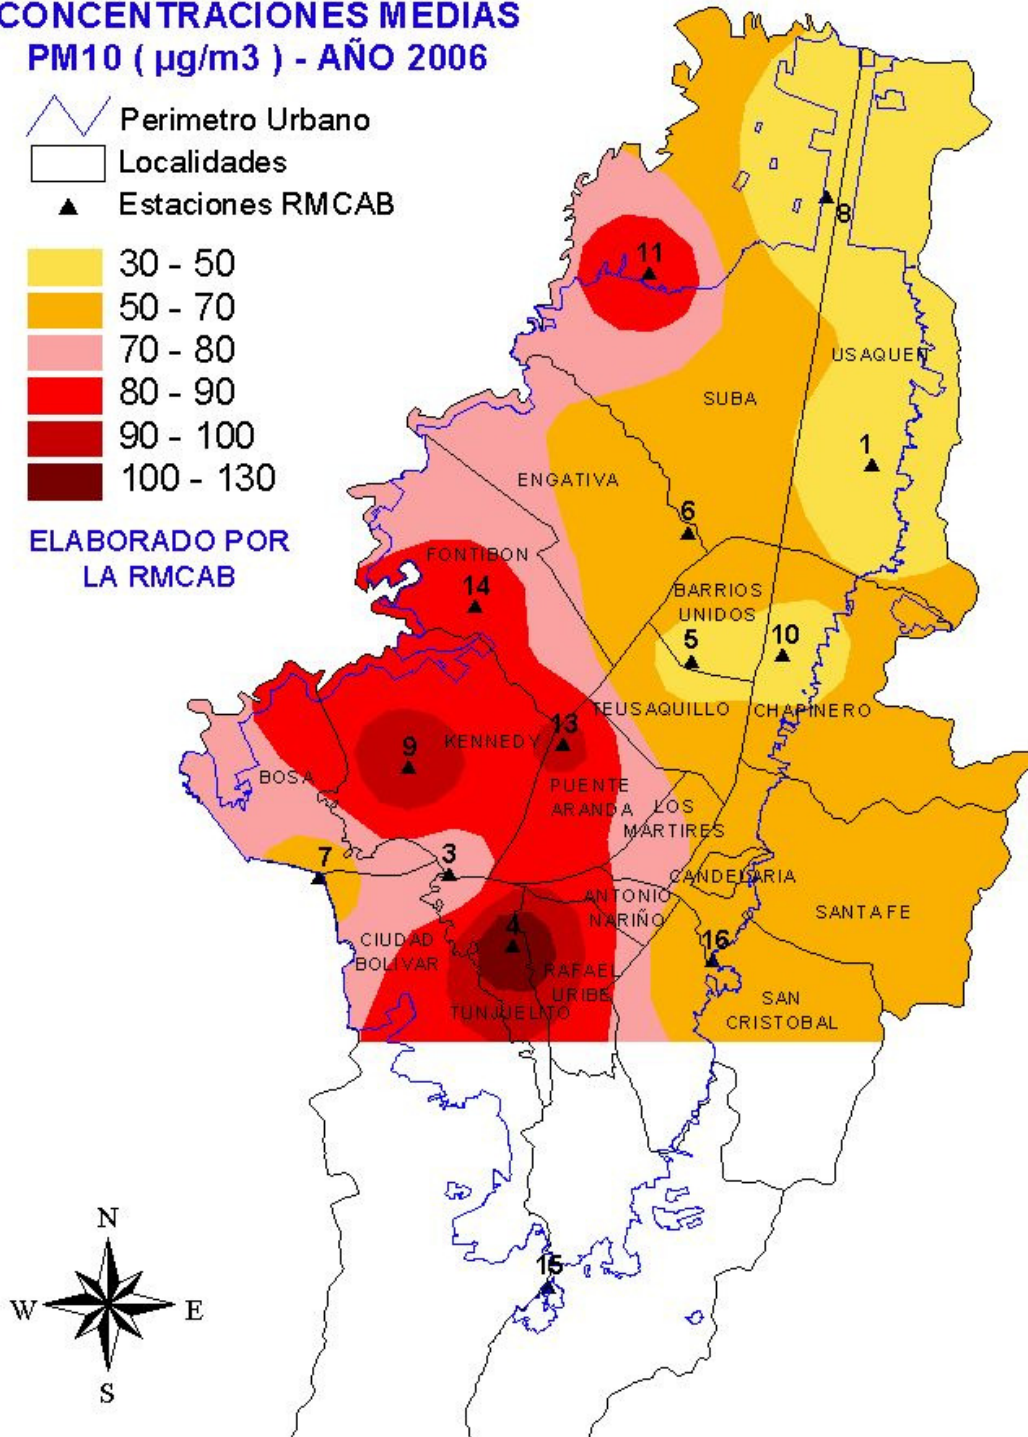 CONCENTRACIONES MEDIAS
PM10 ( µg/m3 ) - AÑO 2006
Perimetro Urbano
Localidades
Estaciones RMCAB
30 - 50
50 - 70
70 - 80
80 - 90
90 - 100
100 - 130
ELABORADO POR
LA RMCAB
8
11
USAQUEN
SUBA
1
ENGATIVA
6
FONTIBON
14
BARRIOS
UNIDOS
5
10
TEUSAQUILLO
CHAPINERO
13
KENNEDY
9
BOSA
PUENTE
ARANDA
LOS
MARTIRES
7
3
CANDELARIA
ANTONIO
NARIÑO
SANTA FE
4
16
CIUDAD
BOLIVAR
RAFAEL
URIBE
TUNJUELITO
SAN
CRISTOBAL
15
N
W
E
S